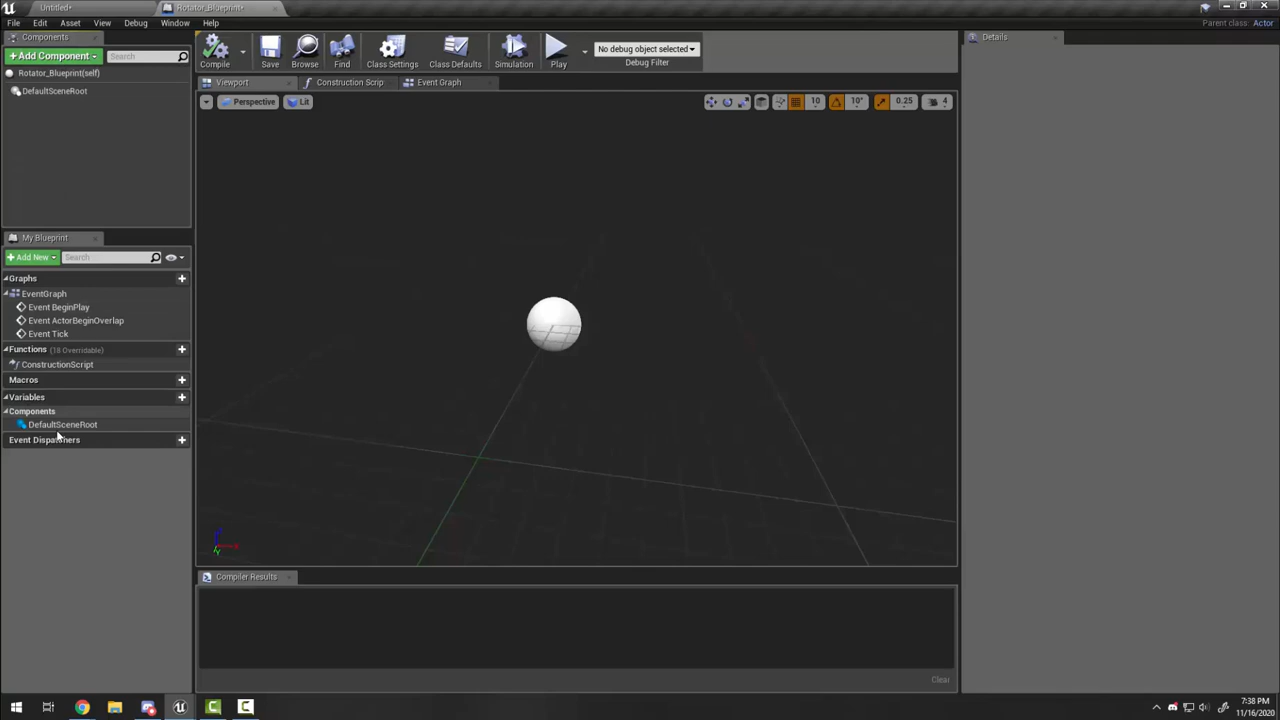 Untitled*
Rotator_Blueprint*
File Edit Asset View Debug Window Help
Parent class: Actor
Components
Details
+ Add Component
Search
Compile
Save
Browse
Find
Class Settings
Class Defaults
Simulation
Play
No debug object selected
Debug Filter
Rotator_Blueprint(self)
DefaultSceneRoot
Viewport
Construction Scrip
Event Graph
Perspective
Lit
10
10°
0.25
4
My Blueprint
+ Add New
Search
Graphs
EventGraph
Event BeginPlay
Event ActorBeginOverlap
Event Tick
Functions (18 Overridable)
ConstructionScript
Macros
Variables
Components
DefaultSceneRoot
Event Dispatchers
Compiler Results
Clear
7:38 PM
11/16/2020